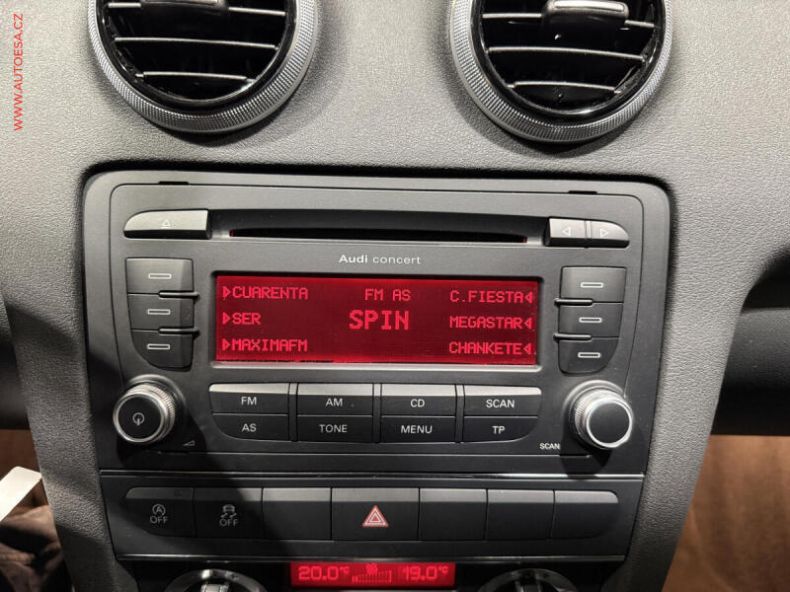 WWW.AUTOESA.CZ
Audi concert
CUARENTA FM AS C.FIESTA
SER SPIN MEGASTAR
MAXIMAFM CHANKETE
FM AM CD SCAN
AS TONE MENU TP
SCAN
OFF OFF
20.0°C 19.0°C